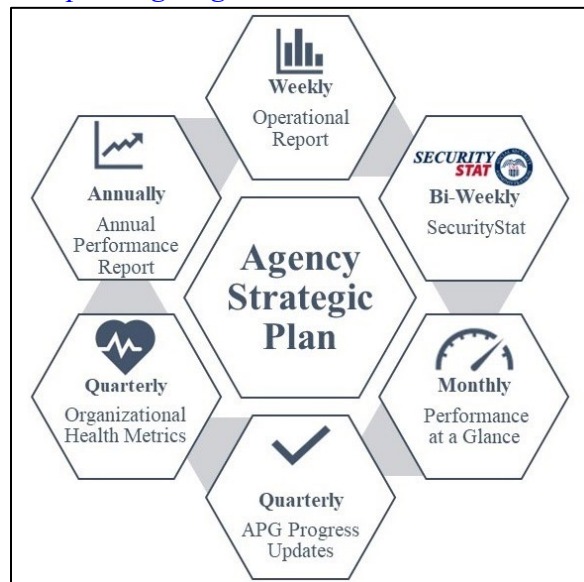 Weekly
Operational
Report
SECURITY
STAT
Bi-Weekly
SecurityStat
Monthly
Performance
at a Glance
Quarterly
APG Progress
Updates
Quarterly
Organizational
Health Metrics
Annually
Annual
Performance
Report
Agency
Strategic
Plan